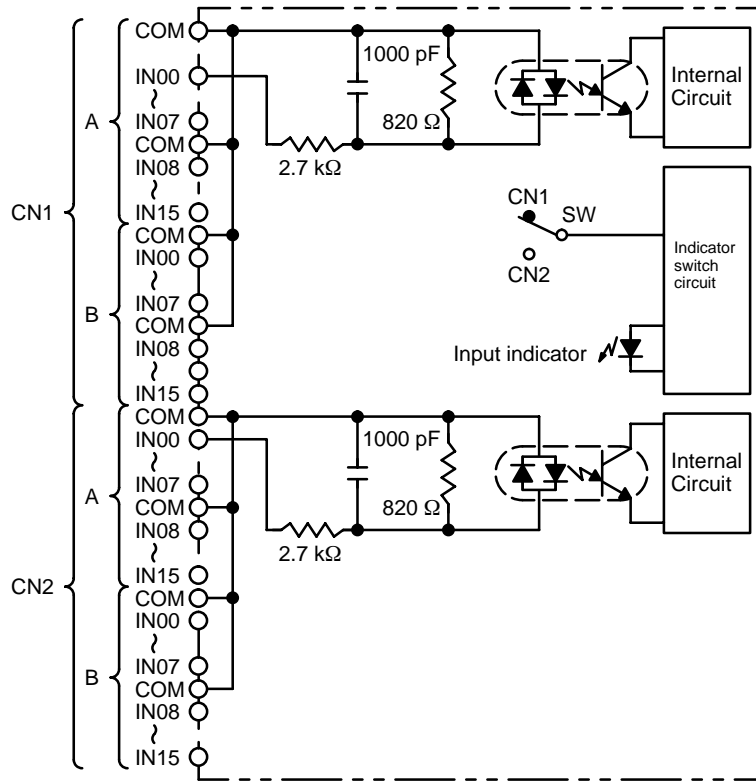 COM
1000 pF
IN00
Internal
Circuit
A
IN07
820 Ω
COM
IN08
2.7 kΩ
CN1
IN15
COM
IN00
CN1
SW
CN2
Indicator
switch
circuit
B
IN07
COM
IN08
Input indicator
IN15
COM
IN00
1000 pF
Internal
Circuit
A
IN07
COM
820 Ω
IN08
2.7 kΩ
CN2
IN15
COM
IN00
B
IN07
COM
IN08
IN15